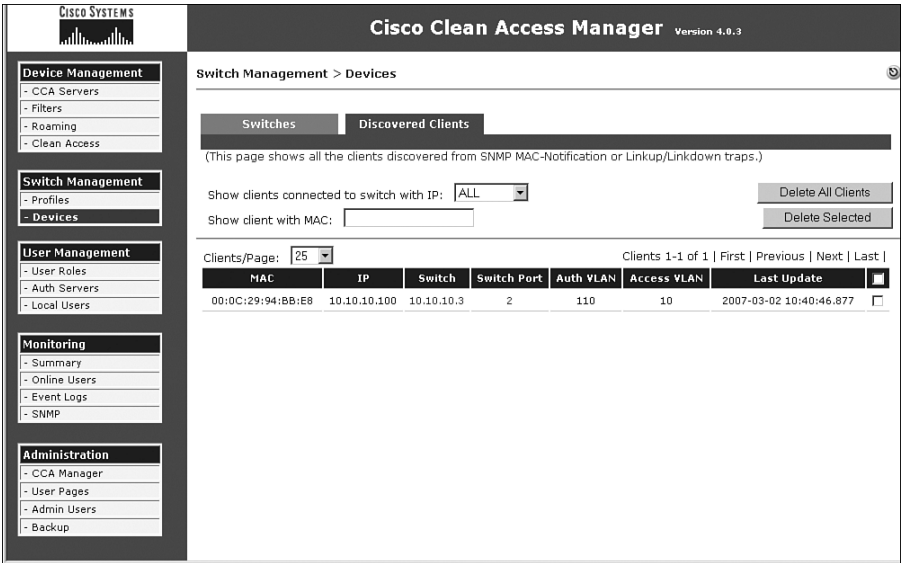 CISCO SYSTEMS
Cisco Clean Access Manager Version 4.0.3
Device Management
- CCA Servers
- Filters
- Roaming
- Clean Access
Switch Management
- Profiles
- Devices
User Management
- User Roles
- Auth Servers
- Local Users
Monitoring
- Summary
- Online Users
- Event Logs
- SNMP
Administration
- CCA Manager
- User Pages
- Admin Users
- Backup
Switch Management > Devices
Switches Discovered Clients
(This page shows all the clients discovered from SNMP MAC-Notification or Linkup/Linkdown traps.)
Show clients connected to switch with IP: ALL Delete All Clients
Show client with MAC: Delete Selected
Clients/Page: 25 Clients 1-1 of 1 | First | Previous | Next | Last |
MAC IP Switch Switch Port Auth VLAN Access VLAN Last Update
00:0C:29:94:BB:E8 10.10.10.100 10.10.10.3 2 110 10 2007-03-02 10:40:46.877